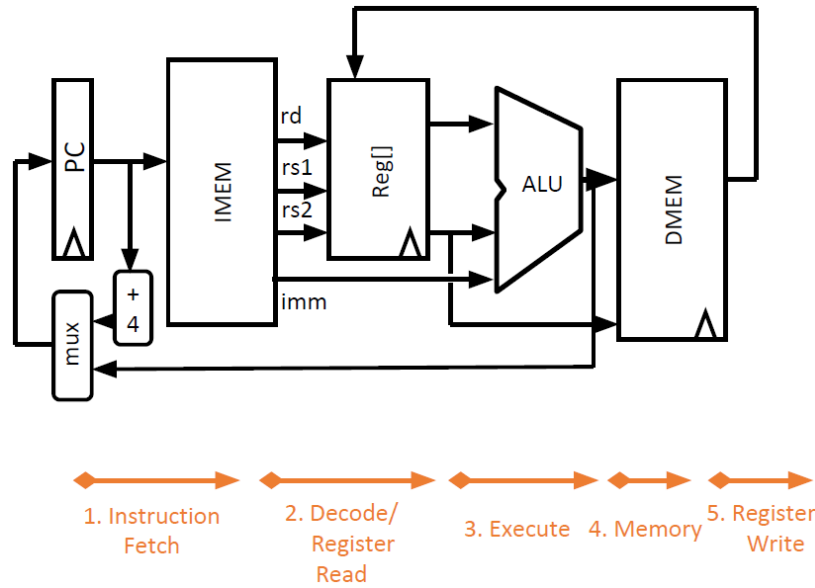 PC
+
4
mux
IMEM
rd
rs1
rs2
imm
Reg[]
ALU
DMEM
1. Instruction
Fetch
2. Decode/
Register
Read
3. Execute
4. Memory
5. Register
Write